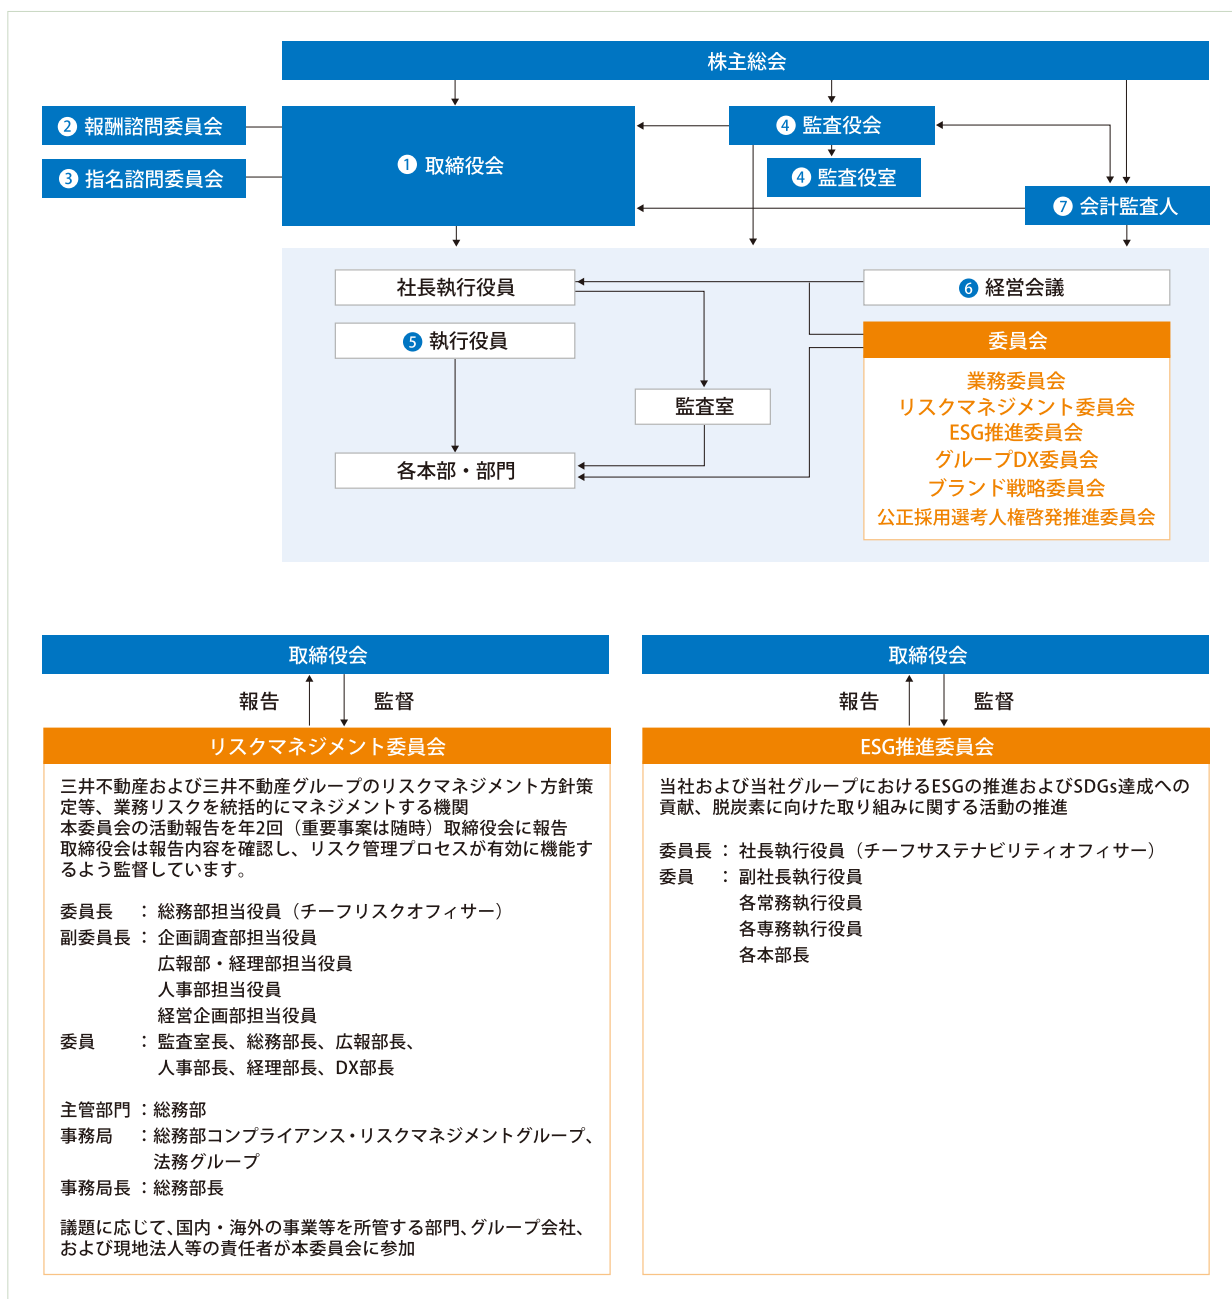 株主総会
❷ 報酬諮問委員会
❸ 指名諮問委員会
❶ 取締役会
❹ 監査役会
❹ 監査役室
❼ 会計監査人
社長執行役員
❻ 経営会議
❺ 執行役員
監査室
各本部・部門
委員会
業務委員会
リスクマネジメント委員会
ESG推進委員会
グループDX委員会
ブランド戦略委員会
公正採用選考人権啓発推進委員会
取締役会
報告 監督
リスクマネジメント委員会
三井不動産および三井不動産グループのリスクマネジメント方針策
定等、業務リスクを統括的にマネジメントする機関
本委員会の活動報告を年2回（重要事案は随時）取締役会に報告
取締役会は報告内容を確認し、リスク管理プロセスが有効に機能す
るよう監督しています。
委員長 ： 総務部担当役員（チーフリスクオフィサー）
副委員長 ： 企画調査部担当役員
広報部・経理部担当役員
人事部担当役員
経営企画部担当役員
委員 ： 監査室長、総務部長、広報部長、
人事部長、経理部長、DX部長
主管部門 ：総務部
事務局 ：総務部コンプライアンス・リスクマネジメントグループ、
法務グループ
事務局長 ：総務部長
議題に応じて、国内・海外の事業等を所管する部門、グループ会社、
および現地法人等の責任者が本委員会に参加
取締役会
報告 監督
ESG推進委員会
当社および当社グループにおけるESGの推進およびSDGs達成への
貢献、脱炭素に向けた取り組みに関する活動の推進
委員長 ： 社長執行役員（チーフサステナビリティオフィサー）
委員 ： 副社長執行役員
各常務執行役員
各専務執行役員
各本部長